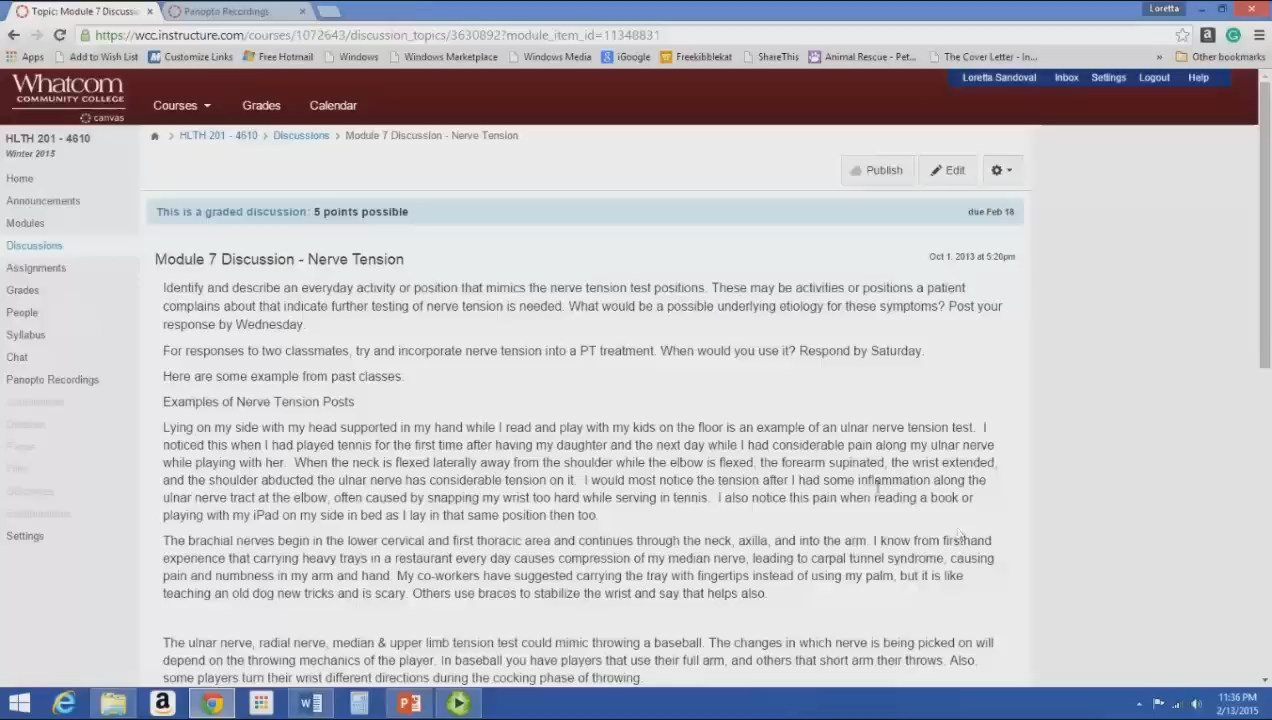 Topic: Module 7 Discussi
Panopto Recordings
Loretta
https://wcc.instructure.com/courses/1072643/discussion_topics/3630892?module_item_id=11348831
Apps
Add to Wish List
Customize Links
Free Hotmail
Windows
Windows Marketplace
Windows Media
iGoogle
Freekibblekat
ShareThis
Animal Rescue - Pet...
The Cover Letter - In...
»
Other bookmarks
Whatcom
COMMUNITY COLLEGE
canvas
Courses
Grades
Calendar
Loretta Sandoval
Inbox
Settings
Logout
Help
HLTH 201 - 4610
Winter 2015
Home
Announcements
Modules
Discussions
Assignments
Grades
People
Syllabus
Chat
Panopto Recordings
Settings
HLTH 201 - 4610 > Discussions > Module 7 Discussion - Nerve Tension
Publish
Edit
This is a graded discussion: 5 points possible
due Feb 18
Module 7 Discussion - Nerve Tension
Oct 1, 2013 at 5:20pm
Identify and describe an everyday activity or position that mimics the nerve tension test positions. These may be activities or positions a patient
complains about that indicate further testing of nerve tension is needed. What would be a possible underlying etiology for these symptoms? Post your
response by Wednesday.
For responses to two classmates, try and incorporate nerve tension into a PT treatment. When would you use it? Respond by Saturday.
Here are some example from past classes.
Examples of Nerve Tension Posts
Lying on my side with my head supported in my hand while I read and play with my kids on the floor is an example of an ulnar nerve tension test. I
noticed this when I had played tennis for the first time after having my daughter and the next day while I had considerable pain along my ulnar nerve
while playing with her. When the neck is flexed laterally away from the shoulder while the elbow is flexed, the forearm supinated, the wrist extended,
and the shoulder abducted the ulnar nerve has considerable tension on it. I would most notice the tension after I had some inflammation along the
ulnar nerve tract at the elbow, often caused by snapping my wrist too hard while serving in tennis. I also notice this pain when reading a book or
playing with my iPad on my side in bed as I lay in that same position then too.
The brachial nerves begin in the lower cervical and first thoracic area and continues through the neck, axilla, and into the arm. I know from firsthand
experience that carrying heavy trays in a restaurant every day causes compression of my median nerve, leading to carpal tunnel syndrome, causing
pain and numbness in my arm and hand. My co-workers have suggested carrying the tray with fingertips instead of using my palm, but it is like
teaching an old dog new tricks and is scary. Others use braces to stabilize the wrist and say that helps also.
The ulnar nerve, radial nerve, median & upper limb tension test could mimic throwing a baseball. The changes in which nerve is being picked on will
depend on the throwing mechanics of the player. In baseball you have players that use their full arm, and others that short arm their throws. Also,
some players turn their wrist different directions during the cocking phase of throwing.
11:36 PM
2/13/2015